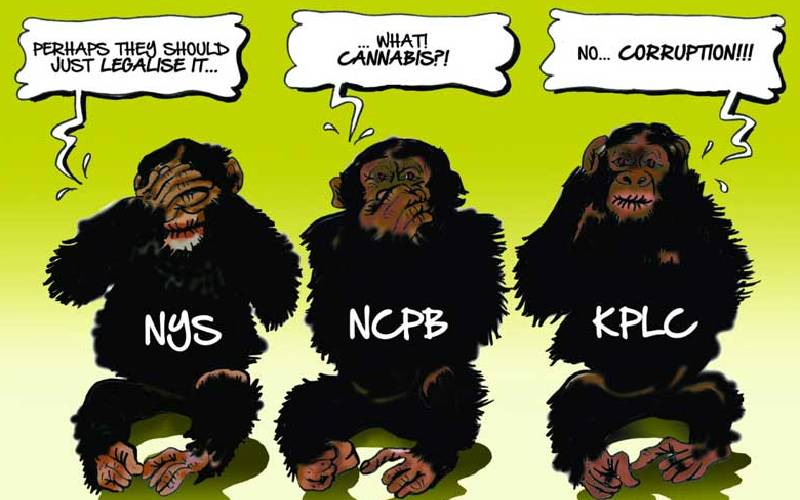 PERHAPS THEY SHOULD
JUST LEGALISE IT...
... WHAT!
CANNABIS?!
NO... CORRUPTION!!!
NYS
NCPB
KPLC